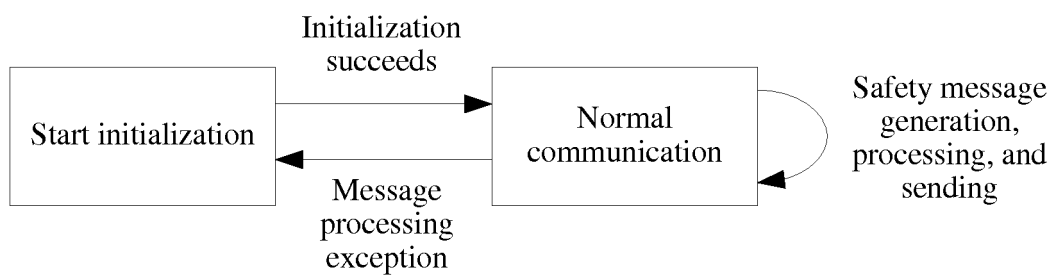 Initialization
succeeds
Start initialization
Normal
communication
Safety message
generation,
processing, and
sending
Message
processing
exception